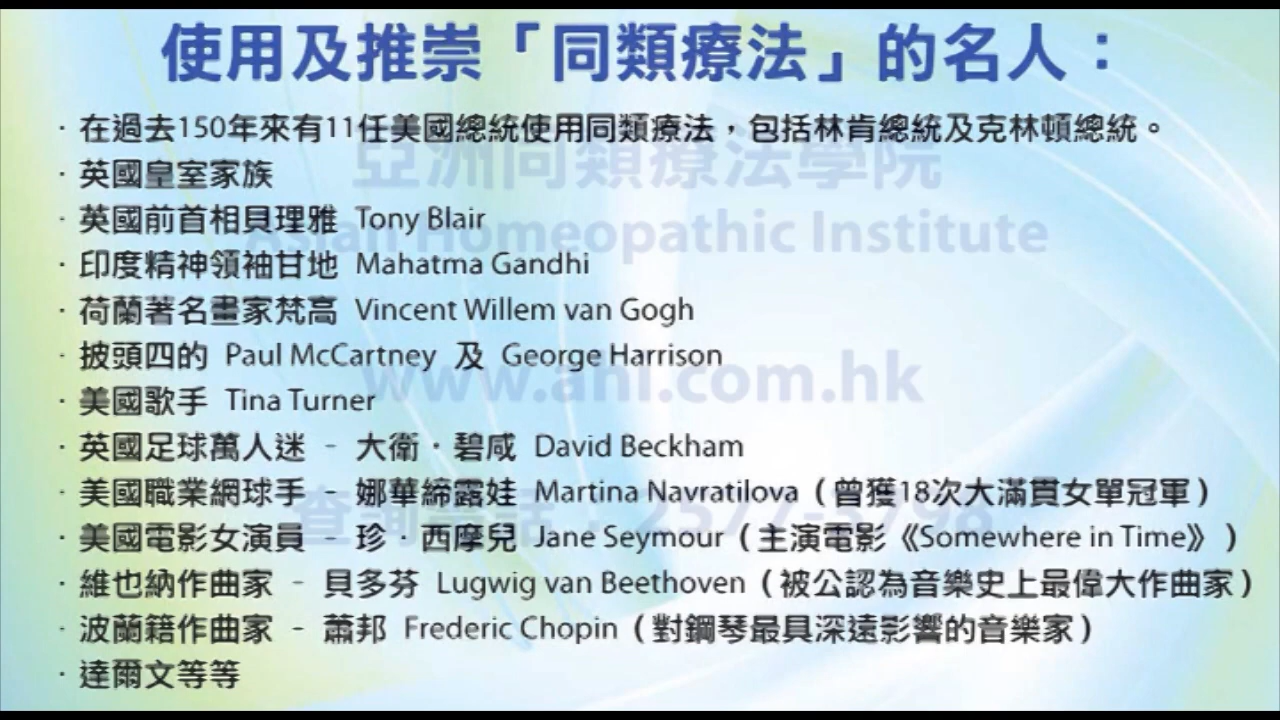 使用及推崇「同類療法」的名人：
· 在過去150年來有11任美國總統使用同類療法，包括林肯總統及克林頓總統。
亞洲同類療法學院
· 英國皇室家族
· 英國前首相貝理雅 Tony Blair
Asian Homeopathic Institute
· 印度精神領袖甘地 Mahatma Gandhi
· 荷蘭著名畫家梵高 Vincent Willem van Gogh
· 披頭四的 Paul McCartney 及 George Harrison
www.ahi.com.hk
· 美國歌手 Tina Turner
· 英國足球萬人迷 - 大衛·碧咸 David Beckham
· 美國職業網球手 - 娜華締露娃 Martina Navratilova（曾獲18次大滿貫女單冠軍）
查詢電話：2577-3798
· 美國電影女演員 - 珍·西摩兒 Jane Seymour（主演電影《Somewhere in Time》）
· 維也納作曲家 - 貝多芬 Lugwig van Beethoven（被公認為音樂史上最偉大作曲家）
· 波蘭籍作曲家 - 蕭邦 Frederic Chopin（對鋼琴最具深遠影響的音樂家）
· 達爾文等等